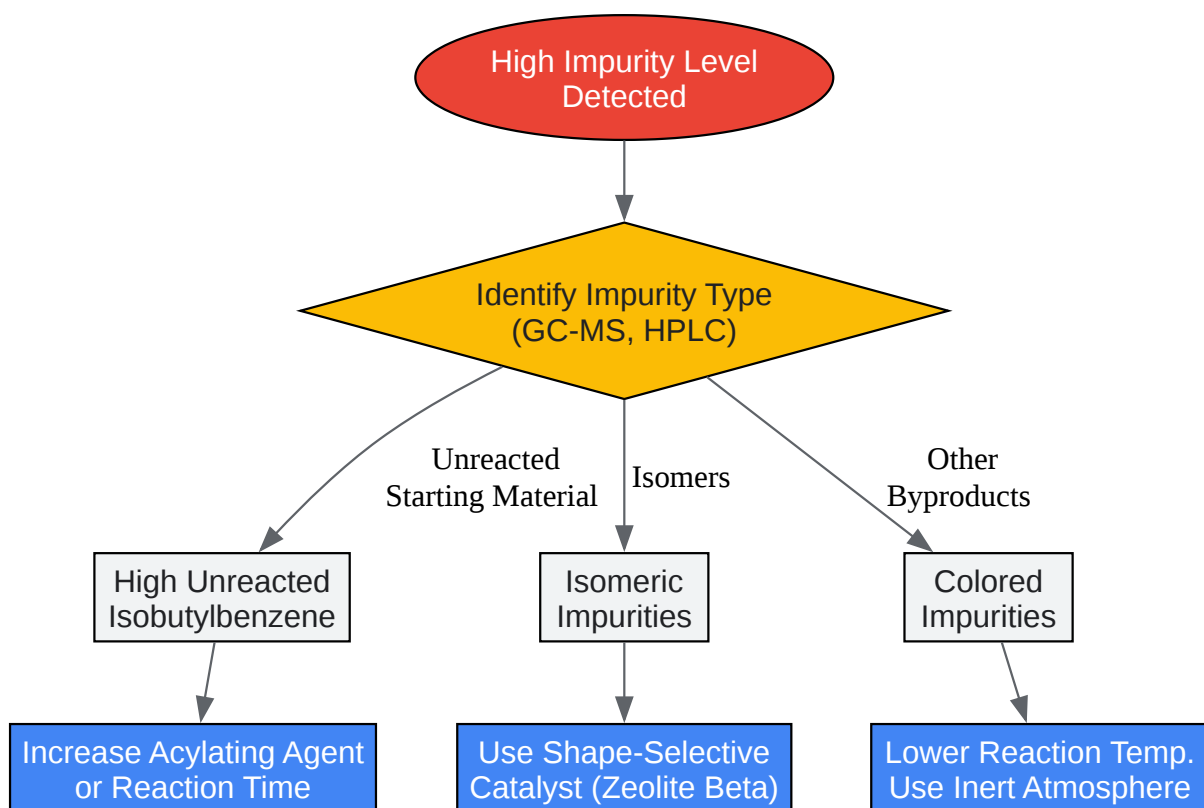 High Impurity Level
Detected
Identify Impurity Type
(GC-MS, HPLC)
Unreacted
Starting Material
Isomers
Other
Byproducts
High Unreacted
Isobutylbenzene
Isomeric
Impurities
Colored
Impurities
Increase Acylating Agent
or Reaction Time
Use Shape-Selective
Catalyst (Zeolite Beta)
Lower Reaction Temp.
Use Inert Atmosphere